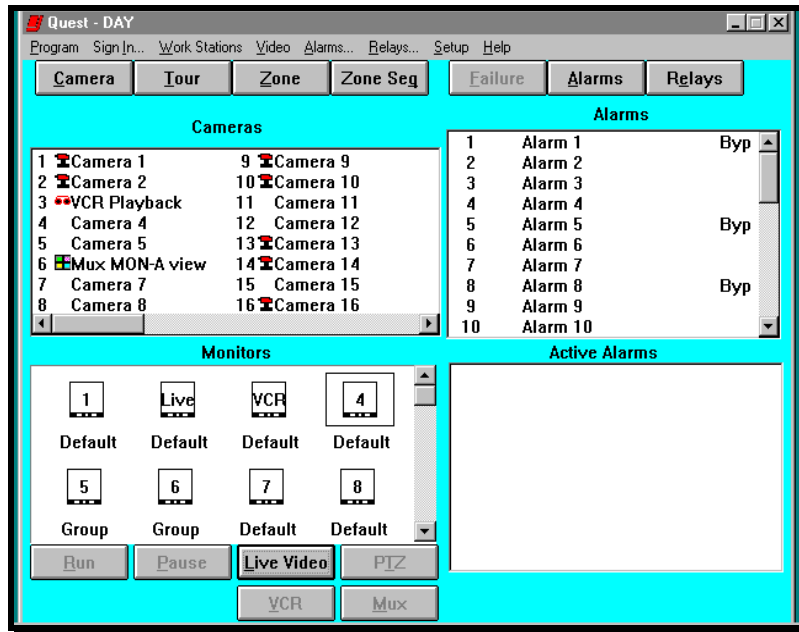 Quest - DAY
Program Sign In... Work Stations Video Alarms... Relays... Setup Help
Camera Tour Zone Zone Seq Failure Alarms Relays
Cameras
1 Camera 1 9 Camera 9
2 Camera 2 10 Camera 10
3 VCR Playback 11 Camera 11
4 Camera 4 12 Camera 12
5 Camera 5 13 Camera 13
6 Mux MON-A view 14 Camera 14
7 Camera 7 15 Camera 15
8 Camera 8 16 Camera 16
Alarms
1 Alarm 1 Byp
2 Alarm 2
3 Alarm 3
4 Alarm 4
5 Alarm 5 Byp
6 Alarm 6
7 Alarm 7
8 Alarm 8 Byp
9 Alarm 9
10 Alarm 10
Monitors
1 Live VCR 4
Default Default Default Default
5 6 7 8
Group Group Default Default
Run Pause Live Video PTZ
VCR Mux
Active Alarms